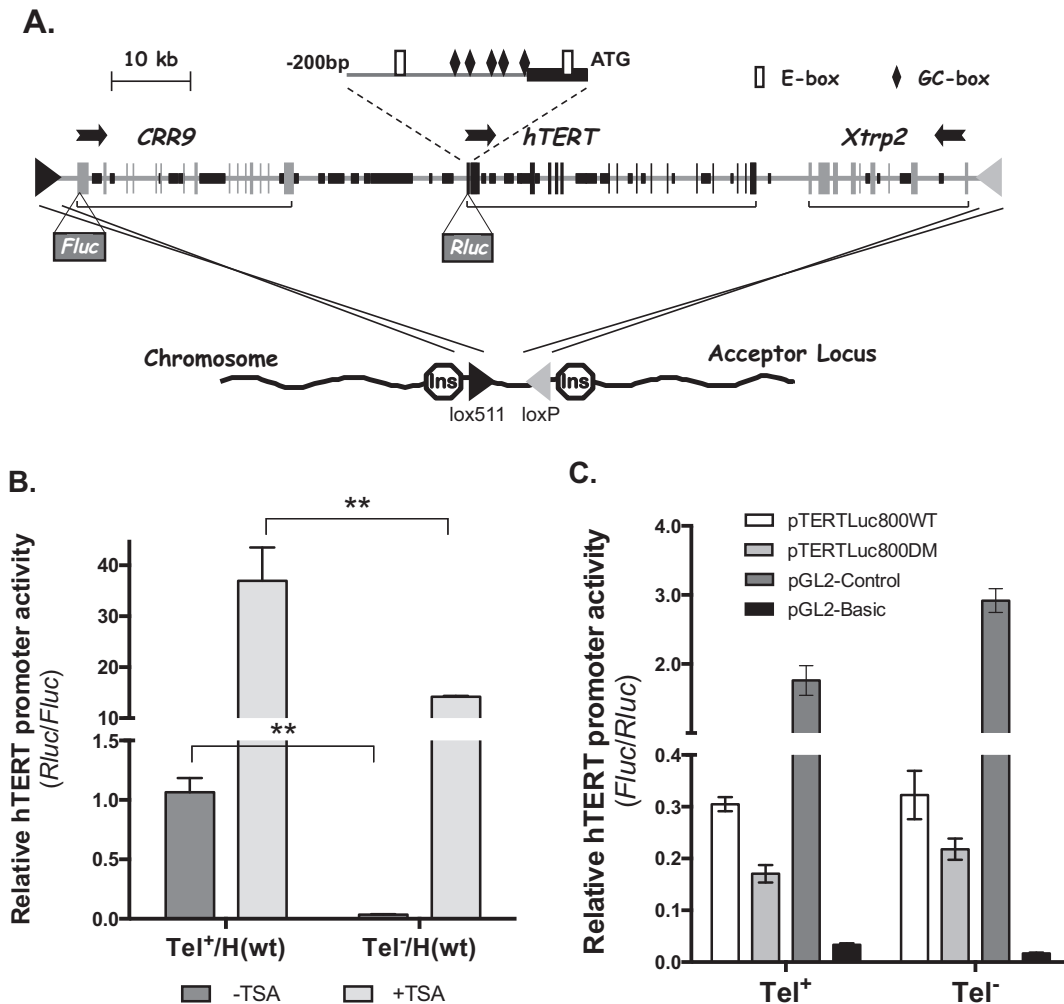 A.
10 kb
-200bp
ATG
E-box
GC-box
CRR9
hTERT
Xtrp2
Fluc
Rluc
Chromosome
Acceptor Locus
Ins
Ins
lox511
loxP
B.
Relative hTERT promoter activity
(Rluc/Fluc)
40
30
20
10
1.5
1.0
0.5
0.0
**
**
Tel⁺/H(wt)
Tel⁻/H(wt)
-TSA
+TSA
C.
Relative hTERT promoter activity
(Fluc/Rluc)
pTERTLuc800WT
pTERTLuc800DM
pGL2-Control
pGL2-Basic
4.0
3.0
2.0
0.4
0.3
0.2
0.1
0.0
Tel⁺
Tel⁻